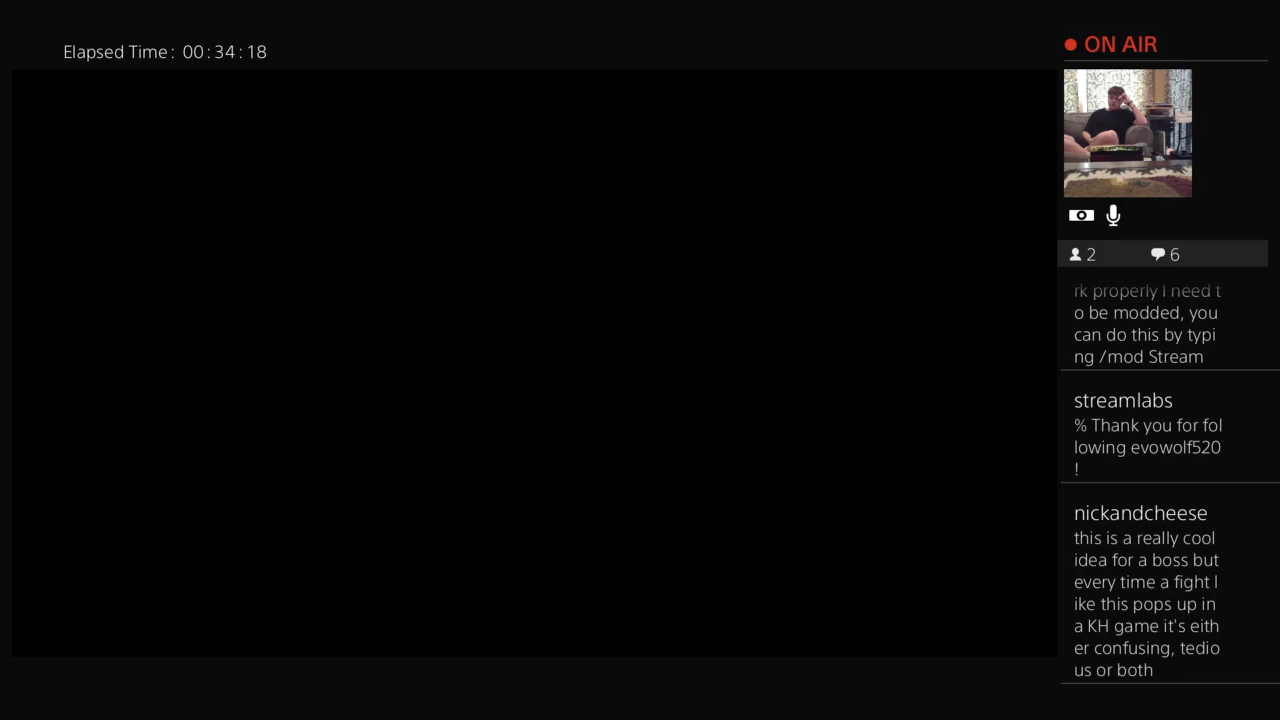 Elapsed Time: 00:34:18
ON AIR
2
6
rk properly I need t
o be modded, you
can do this by typi
ng /mod Stream
streamlabs
% Thank you for fol
lowing evowolf520
!
nickandcheese
this is a really cool
idea for a boss but
every time a fight l
ike this pops up in
a KH game it's eith
er confusing, tedio
us or both